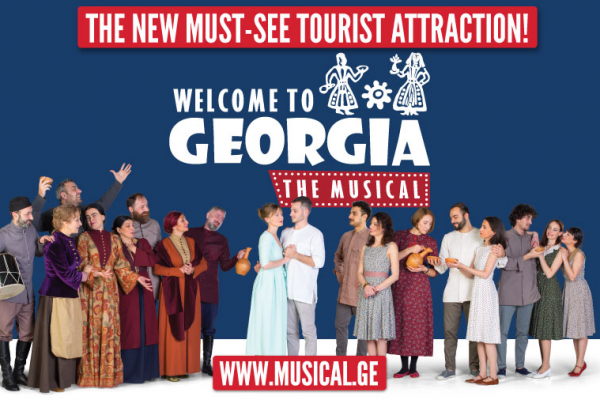 THE NEW MUST-SEE TOURIST ATTRACTION!
WELCOME TO
GEORGIA
THE MUSICAL
WWW.MUSICAL.GE